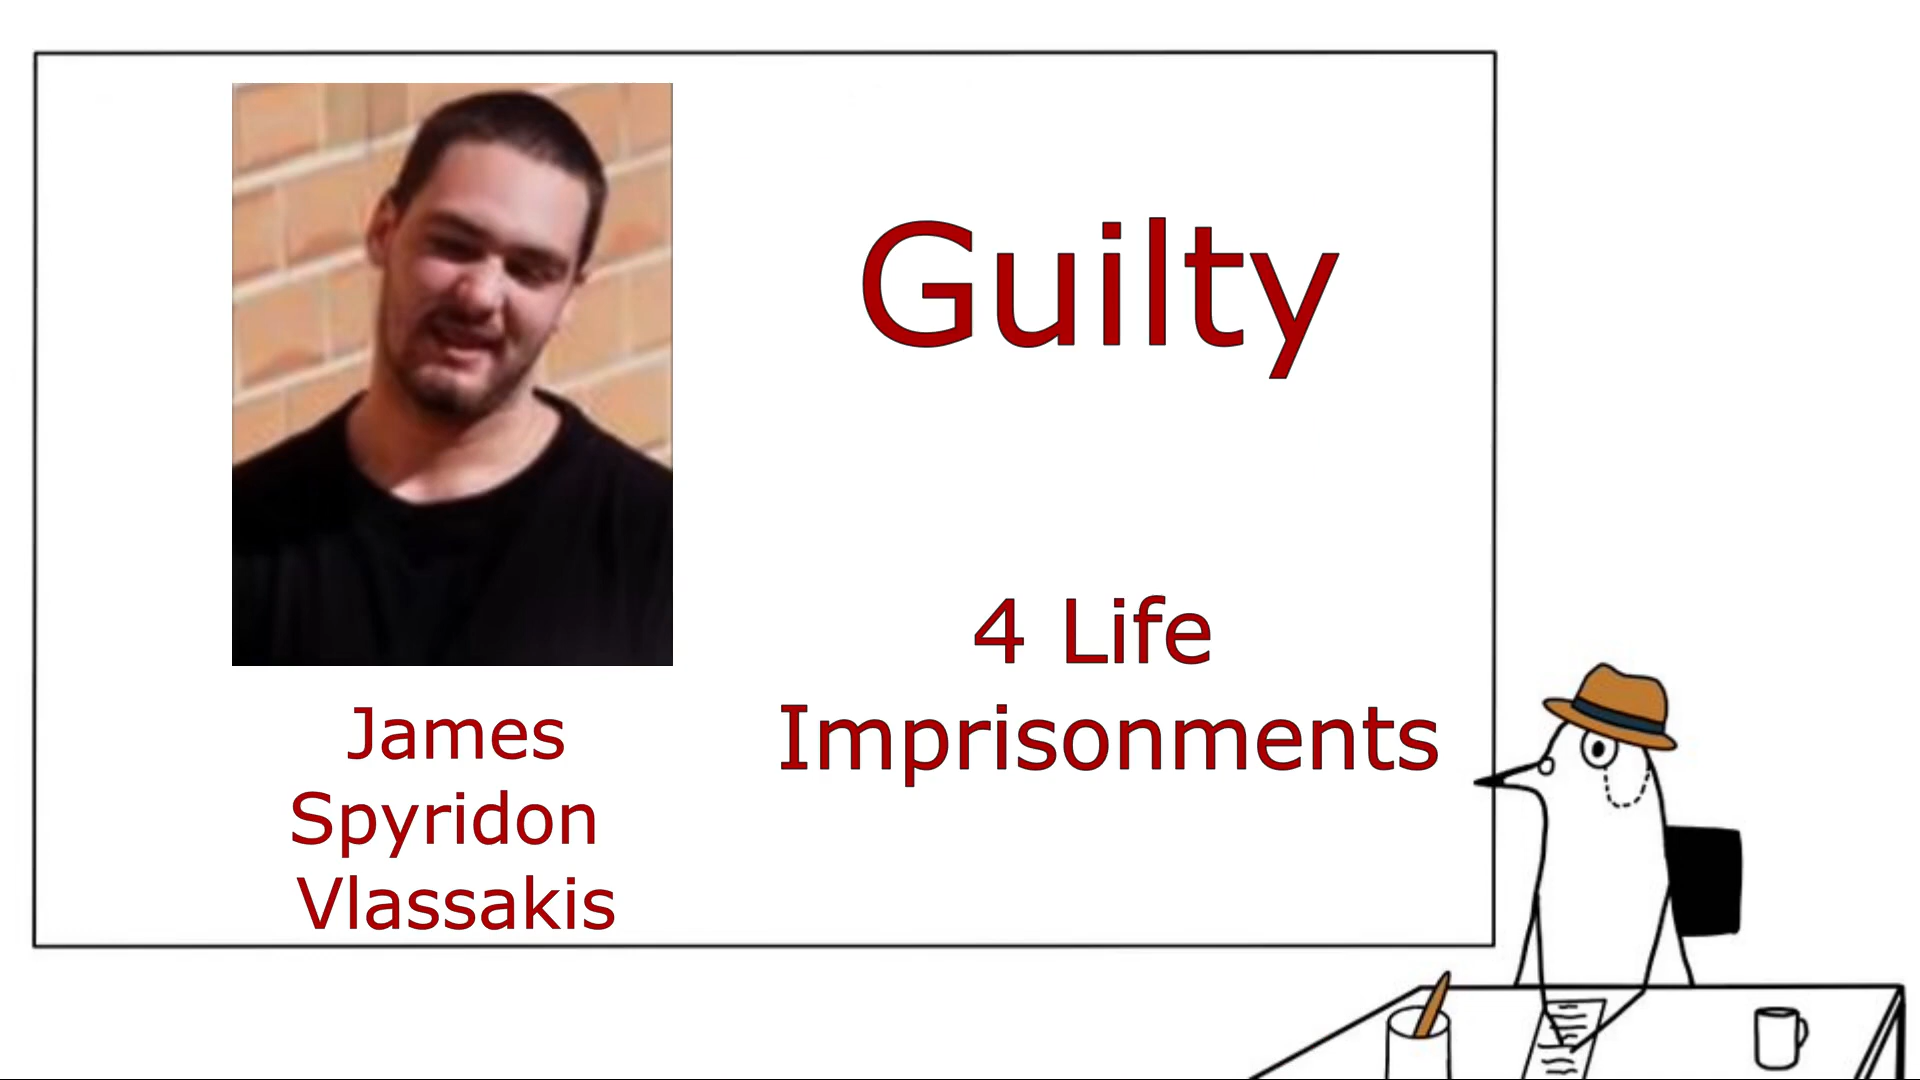 Guilty
4 Life
Imprisonments
James
Spyridon
Vlassakis